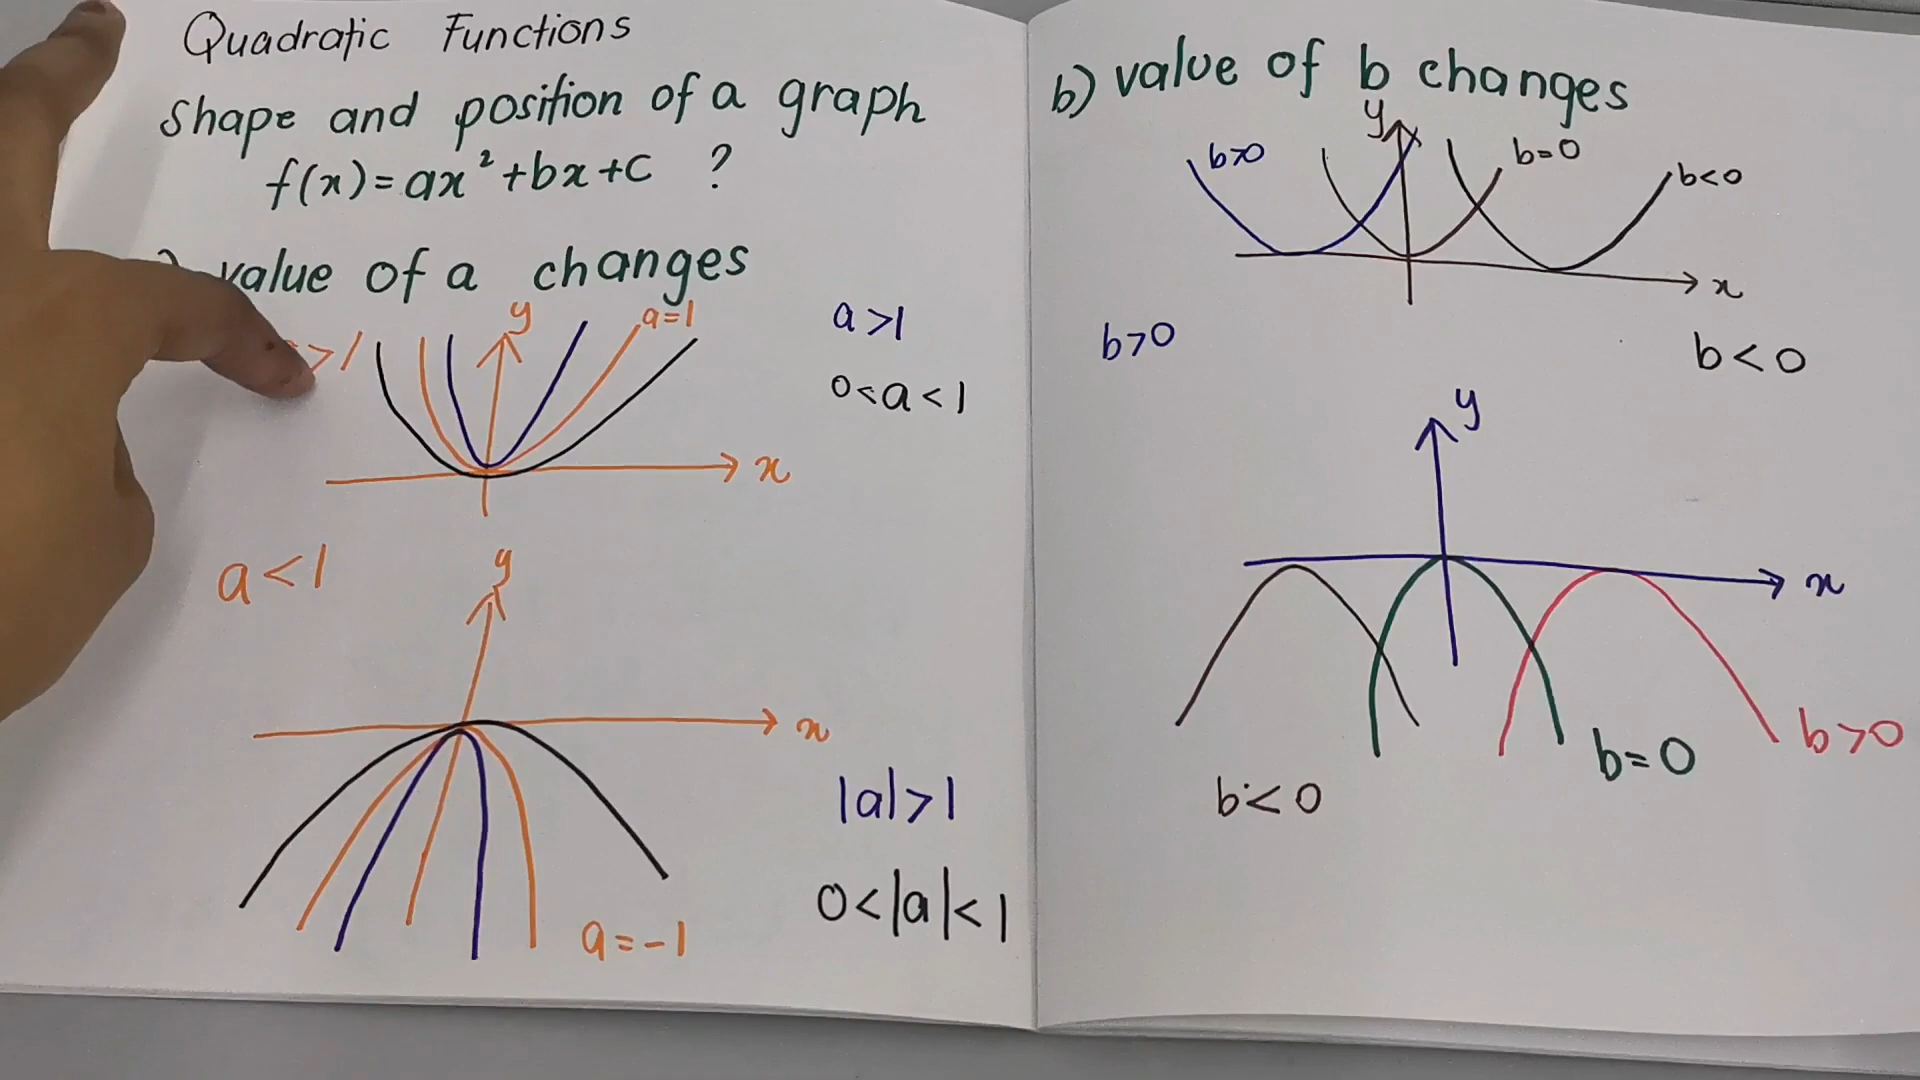 Quadratic Functions
Shape and position of a graph
f(x)=ax²+bx+c ?
value of a changes
>1
y
a=1
a>1
0<a<1
x
a<1
y
x
|a|>1
0<|a|<1
a=-1
b) value of b changes
y
b>0
b=0
b<0
x
b>0
b<0
y
x
b<0
b=0
b>0